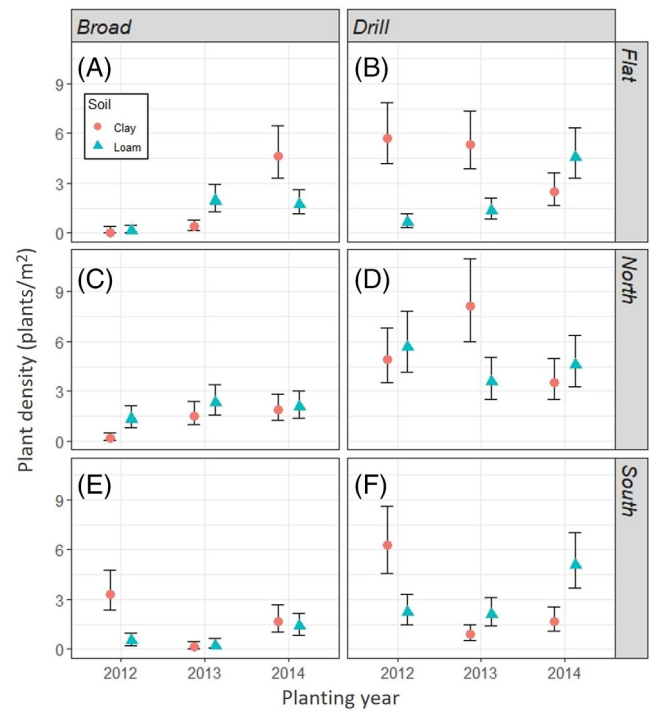 Broad
Drill
(A)
(B)
Flat
Soil
Clay
Loam
9
6
3
0
(C)
(D)
North
9
6
3
0
Plant density (plants/m²)
(E)
(F)
South
9
6
3
0
2012 2013 2014 2012 2013 2014
Planting year